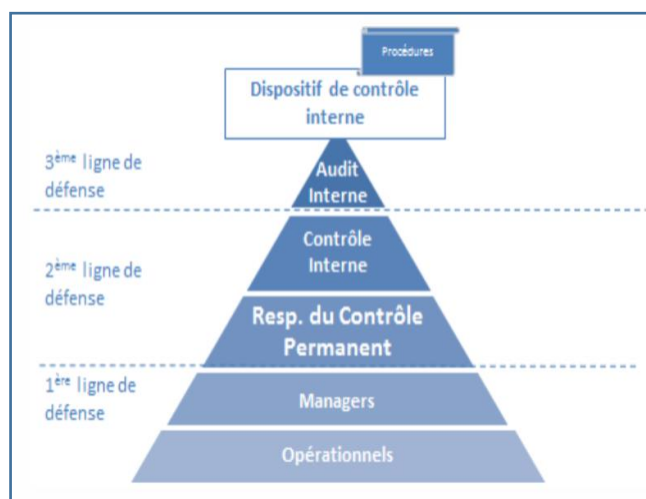 Procédures
Dispositif de contrôle
interne
3ème ligne de
défense
Audit
Interne
2ème ligne de
défense
Contrôle
Interne
Resp. du Contrôle
Permanent
1ère ligne de
défense
Managers
Opérationnels